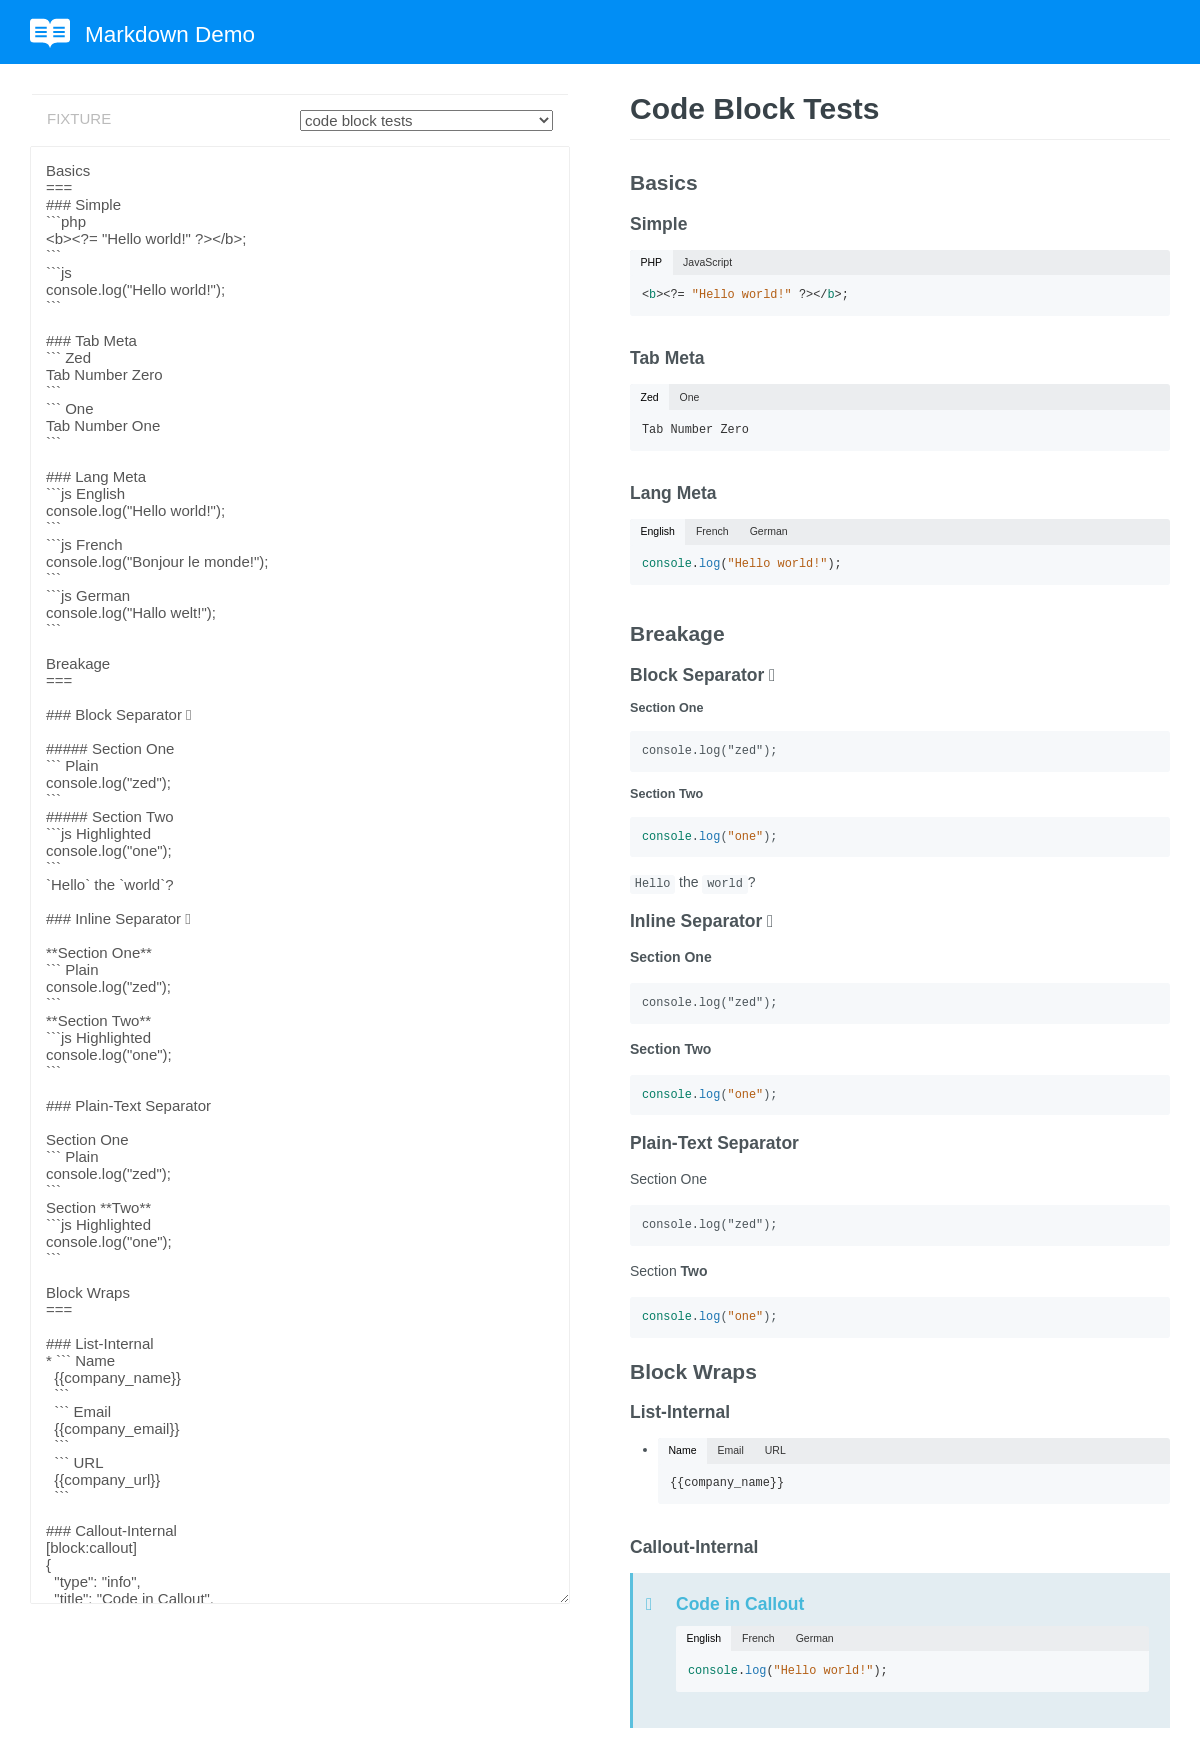 Markdown Demo
FIXTURE
code block tests
Basics
===
### Simple
```php
<b><?= "Hello world!" ?></b>;
```
```js
console.log("Hello world!");
```
### Tab Meta
``` Zed
Tab Number Zero
```
``` One
Tab Number One
```
### Lang Meta
```js English
console.log("Hello world!");
```
```js French
console.log("Bonjour le monde!");
```
```js German
console.log("Hallo welt!");
```
Breakage
===
### Block Separator
##### Section One
``` Plain
console.log("zed");
```
##### Section Two
```js Highlighted
console.log("one");
```
`Hello` the `world`?
### Inline Separator
**Section One**
``` Plain
console.log("zed");
```
**Section Two**
```js Highlighted
console.log("one");
```
### Plain-Text Separator
Section One
``` Plain
console.log("zed");
```
Section **Two**
```js Highlighted
console.log("one");
```
Block Wraps
===
### List-Internal
* ``` Name
  {{company_name}}
  ```
  ``` Email
  {{company_email}}
  ```
  ``` URL
  {{company_url}}
  ```
### Callout-Internal
[block:callout]
{
  "type": "info",
  "title": "Code in Callout",
Code Block Tests
Basics
Simple
PHP JavaScript
<b><?= "Hello world!" ?></b>;
Tab Meta
Zed One
Tab Number Zero
Lang Meta
English French German
console.log("Hello world!");
Breakage
Block Separator
Section One
console.log("zed");
Section Two
console.log("one");
Hello the world?
Inline Separator
Section One
console.log("zed");
Section Two
console.log("one");
Plain-Text Separator
Section One
console.log("zed");
Section Two
console.log("one");
Block Wraps
List-Internal
• Name Email URL
{{company_name}}
Callout-Internal
Code in Callout
English French German
console.log("Hello world!");